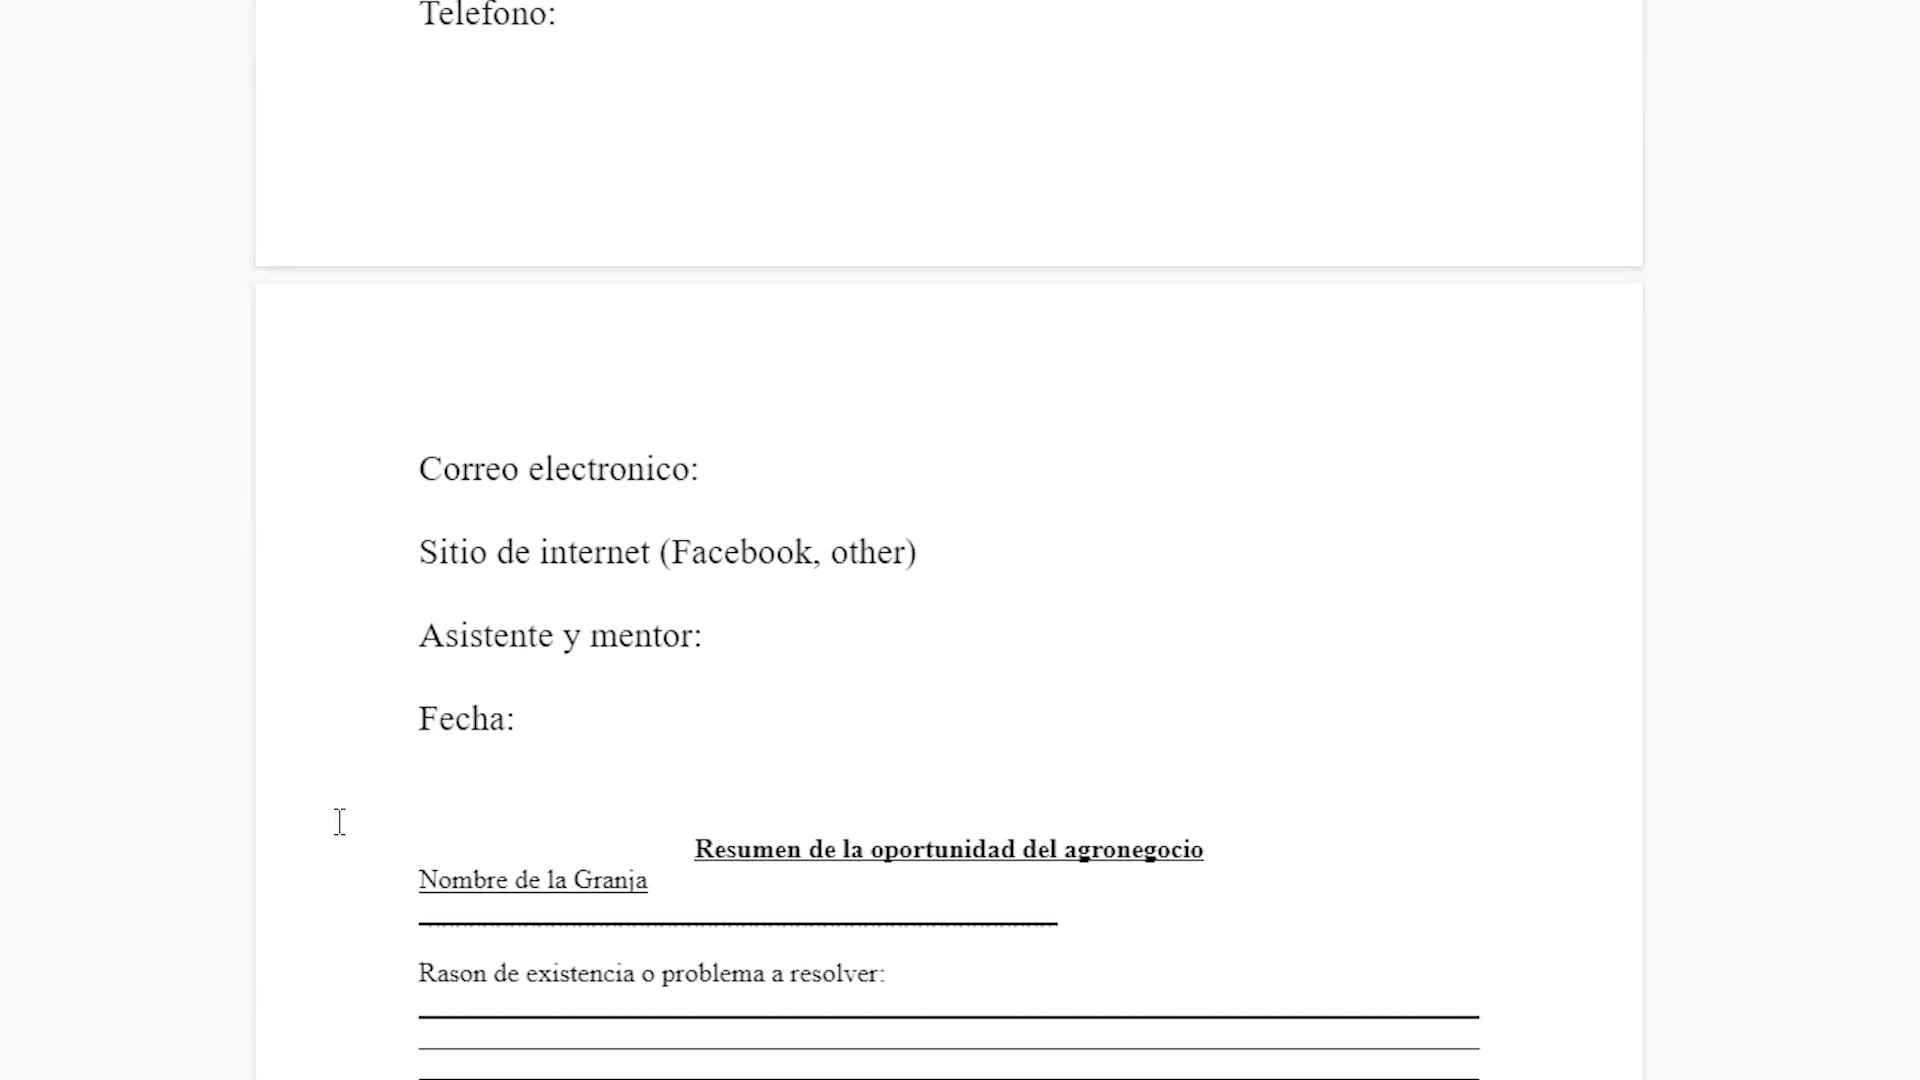 Telefono:
Correo electronico:
Sitio de internet (Facebook, other)
Asistente y mentor:
Fecha:
Resumen de la oportunidad del agronegocio
Nombre de la Granja
Rason de existencia o problema a resolver: